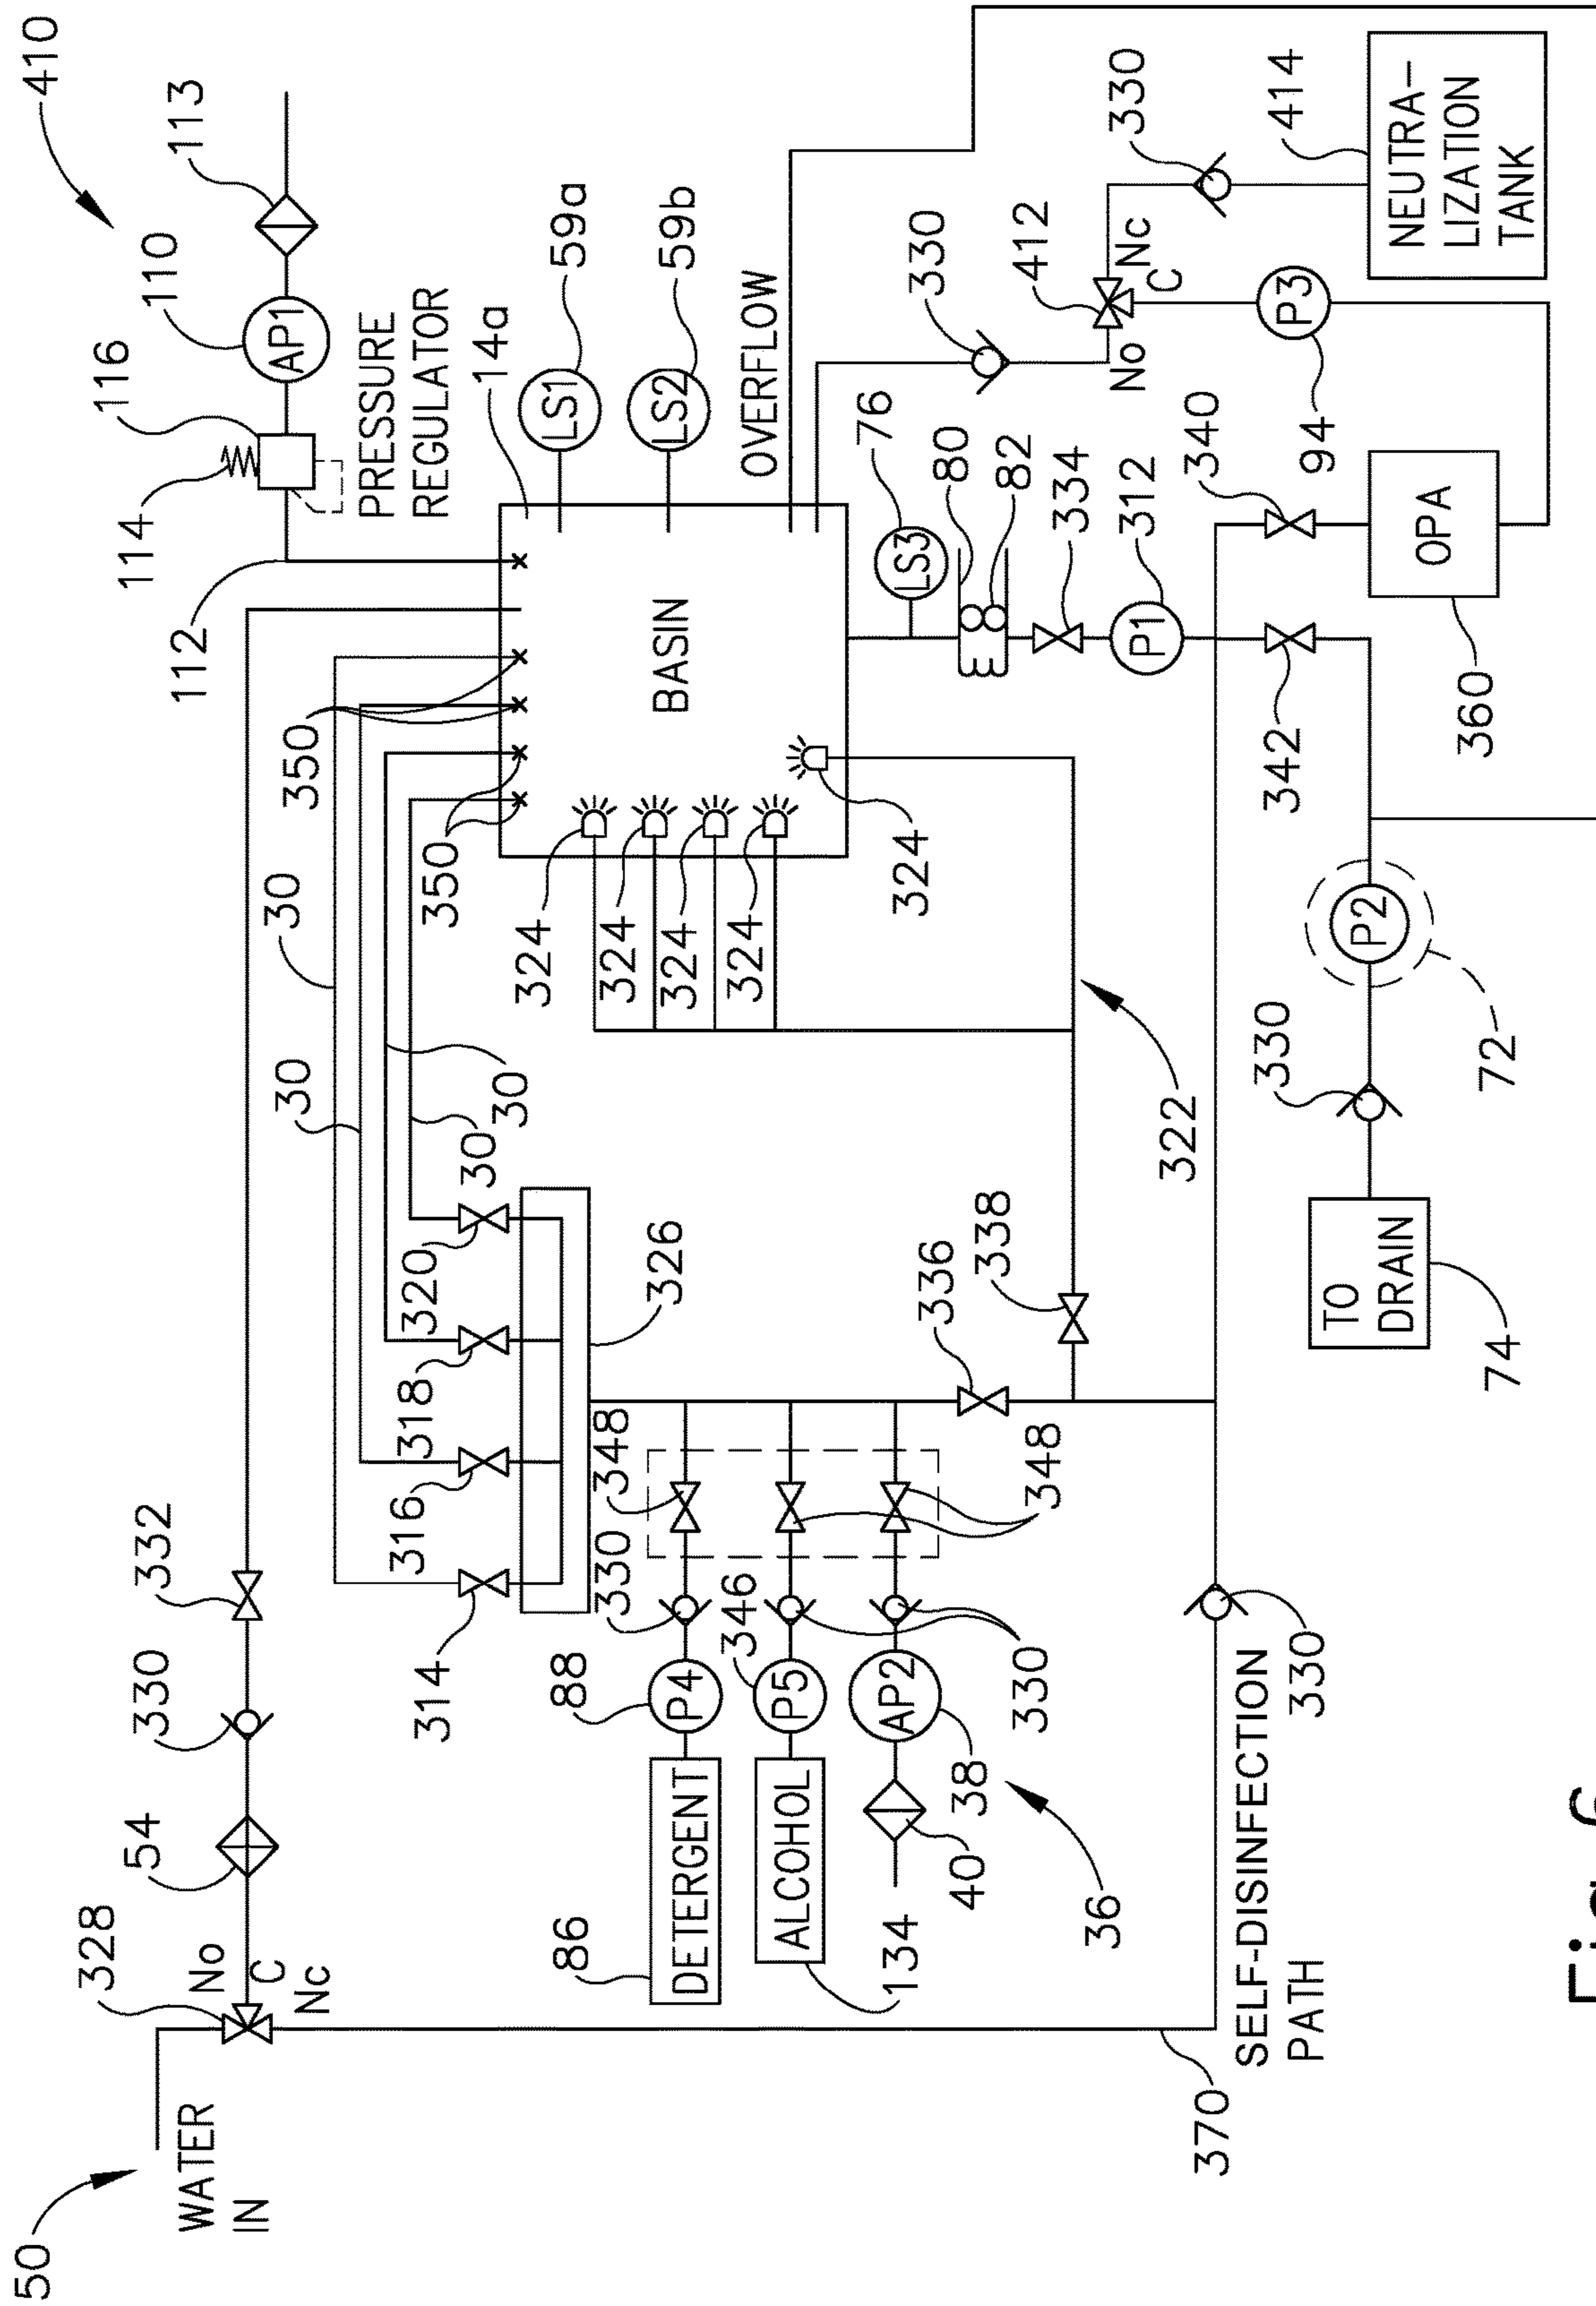 50
WATER
IN
328
No
C
Nc
54
330
332
410
113
110
116
AP1
114
112
PRESSURE
REGULATOR
30
30
30
30
350
350
14a
LS1
59a
LS2
59b
BASIN
OVERFLOW
314
316
318
320
326
324
324
324
324
324
322
86
DETERGENT
88
P4
330
348
134
ALCOHOL
346
P5
348
330
36
40
38
AP2
336
338
76
LS3
80
82
334
312
P1
330
412
No
Nc
C
330
414
NEUTRA–
LIZATION
TANK
P3
94
340
OPA
360
342
P2
72
330
TO
DRAIN
74
370
SELF-DISINFECTION
PATH
330